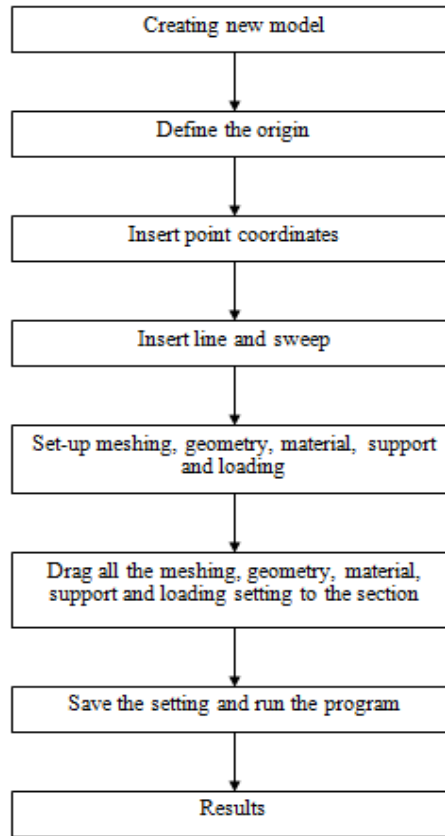 Creating new model
Define the origin
Insert point coordinates
Insert line and sweep
Set-up meshing, geometry, material, support
and loading
Drag all the meshing, geometry, material,
support and loading setting to the section
Save the setting and run the program
Results